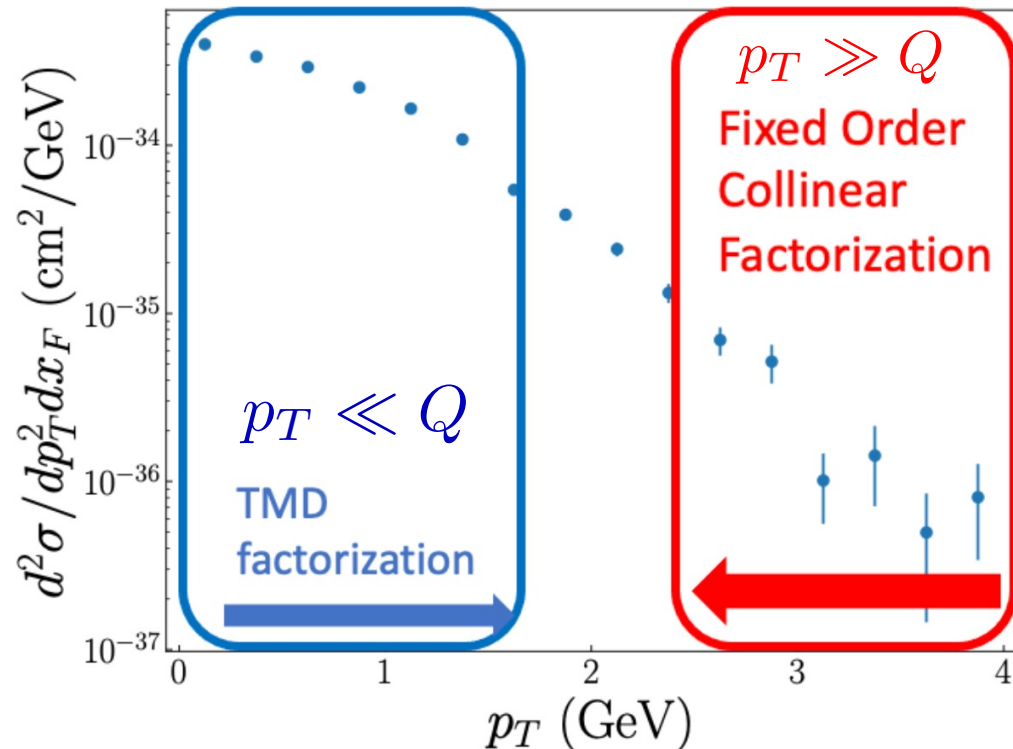 d²σ/dp_T²dx_F (cm²/GeV)
10⁻³⁴
10⁻³⁵
10⁻³⁶
10⁻³⁷
p_T ≪ Q
TMD
factorization
p_T ≫ Q
Fixed Order
Collinear
Factorization
0 1 2 3 4
p_T (GeV)